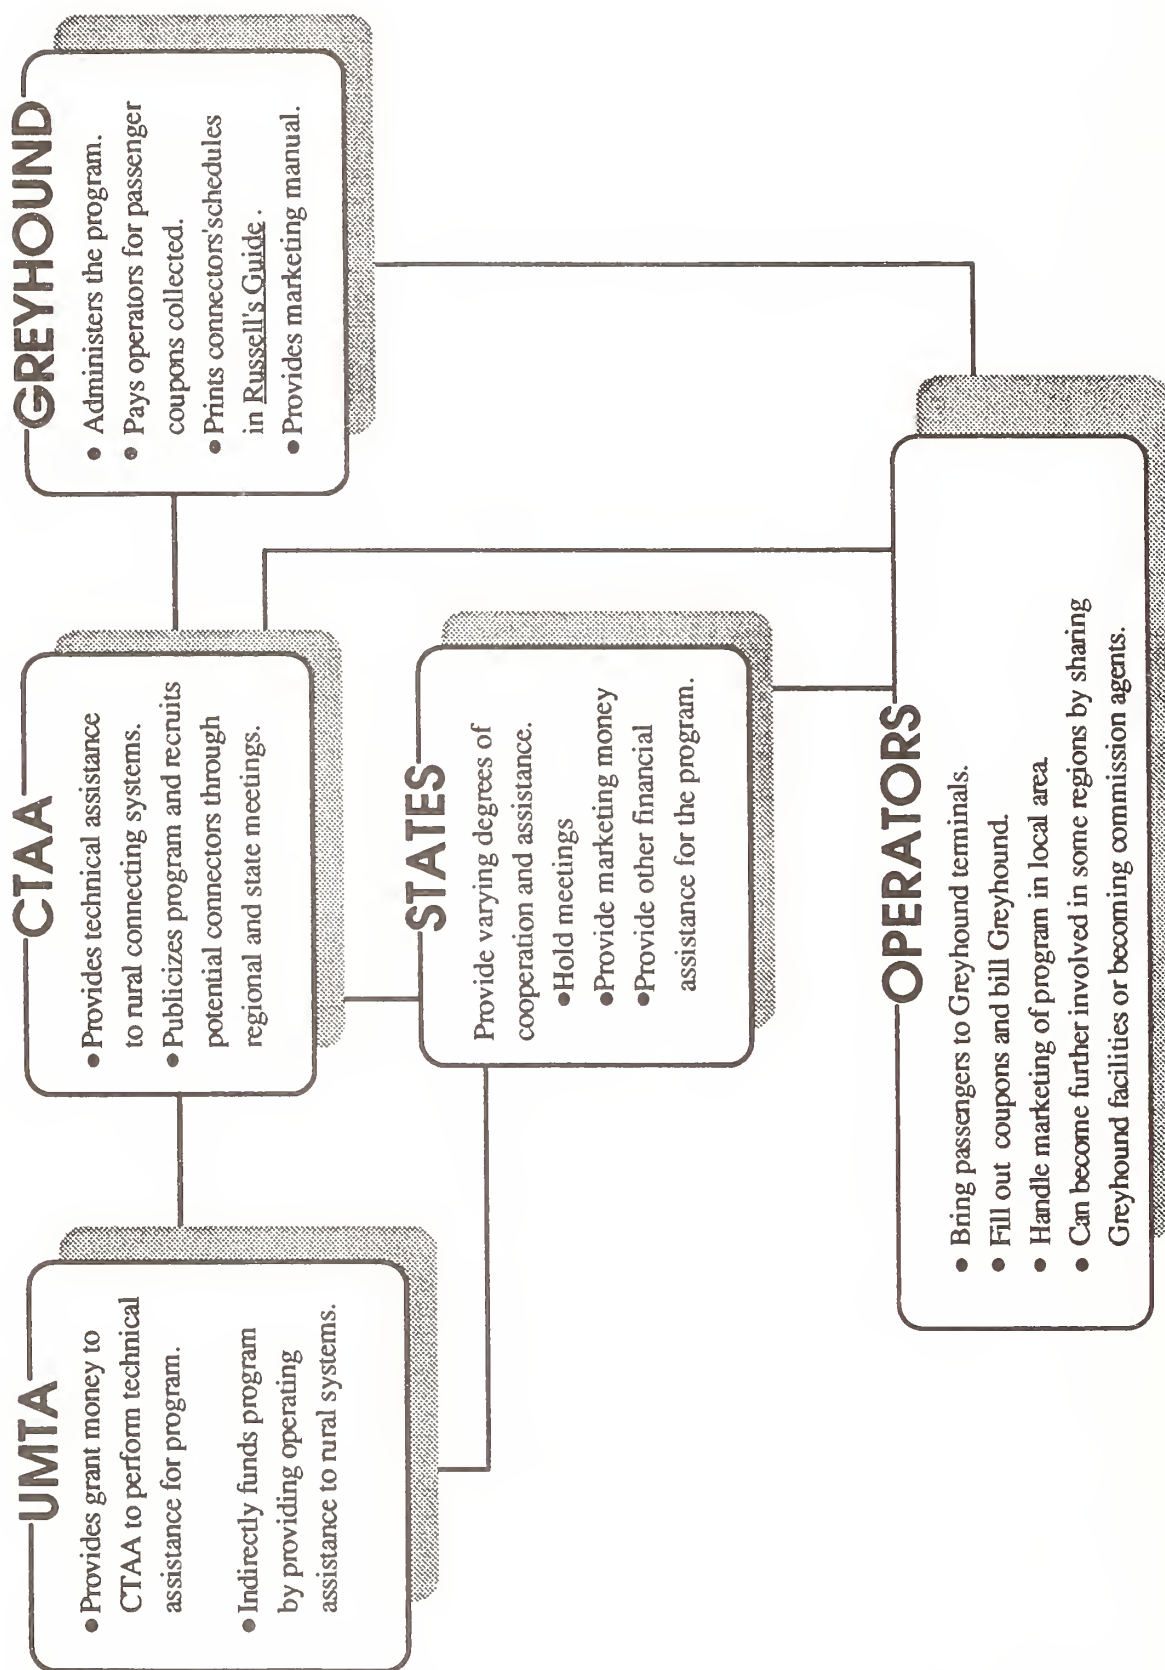 UMTA
●Provides grant money to
CTAA to perform technical
assistance for program.
● Indirectly funds program
by providing operating
assistance to rural systems.
CTAA
●Provides technical assistance
to rural connecting systems.
●Publicizes program and recruits
potential connectors through
regional and state meetings.
GREYHOUND
● Administers the program.
● Pays operators for passenger
coupons collected.
●Prints connectors'schedules
in Russell's Guide .
●Provides marketing manual.
STATES
Provide varying degrees of
cooperation and assistance.
●Hold meetings
●Provide marketing money
●Provide other financial
assistance for the program.
OPERATORS
● Bring passengers to Greyhound terminals.
● Fill out coupons and bill Greyhound.
● Handle marketing of program in local area.
● Can become further involved in some regions by sharing
Greyhound facilities or becoming commission agents.